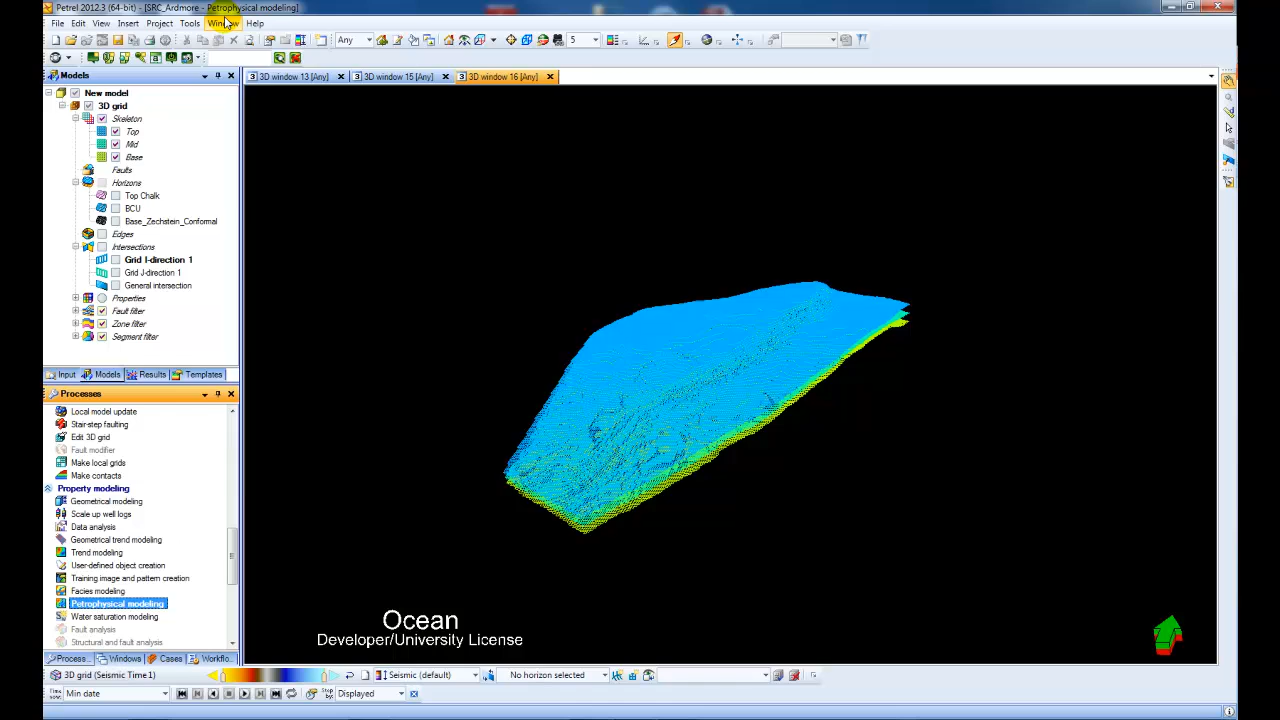 Petrel 2012.3 (64-bit) - [SRC_Ardmore - Petrophysical modeling]
File Edit View Insert Project Tools Window Help
Any 5
Models
3D window 13 [Any] 3D window 15 [Any] 3D window 16 [Any]
New model
3D grid
Skeleton
Top
Mid
Base
Faults
Horizons
Top Chalk
BCU
Base_Zechstein_Conformal
Edges
Intersections
Grid I-direction 1
Grid J-direction 1
General intersection
Properties
Fault filter
Zone filter
Segment filter
Input Models Results Templates
Processes
Local model update
Stair-step faulting
Edit 3D grid
Fault modifier
Make local grids
Make contacts
Property modeling
Geometrical modeling
Scale up well logs
Data analysis
Geometrical trend modeling
Trend modeling
User-defined object creation
Training image and pattern creation
Facies modeling
Petrophysical modeling
Water saturation modeling
Fault analysis
Structural and fault analysis
Process... Windows Cases Workflo...
Ocean
Developer/University License
3D grid (Seismic Time1) Seismic (default) No horizon selected
Min date Displayed